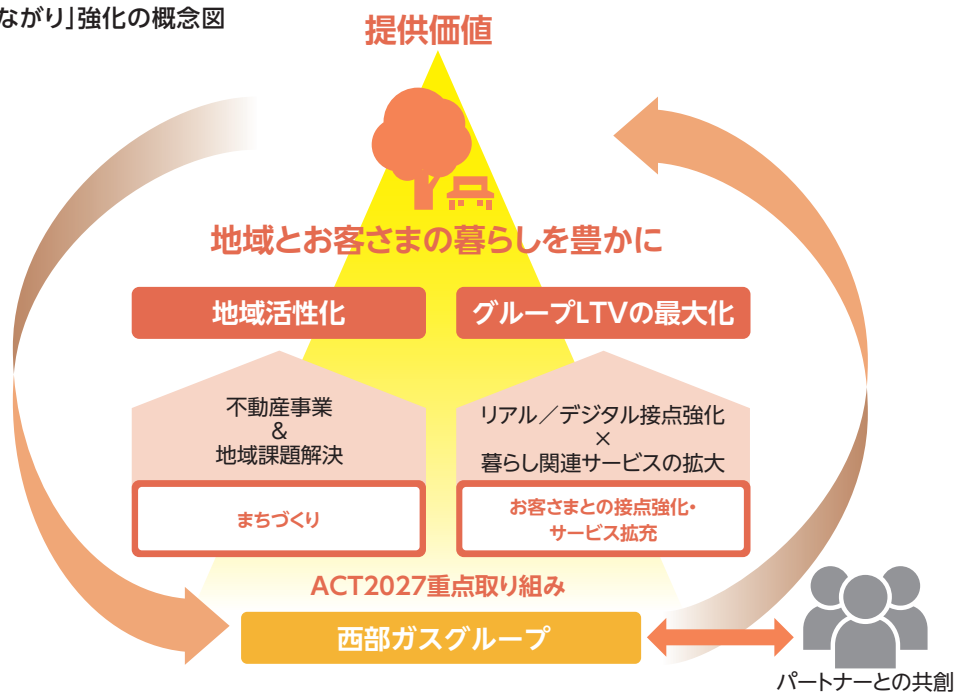 ながり」強化の概念図
提供価値
地域とお客さまの暮らしを豊かに
地域活性化
グループLTVの最大化
不動産事業
&
地域課題解決
リアル／デジタル接点強化
×
暮らし関連サービスの拡大
まちづくり
お客さまとの接点強化・
サービス拡充
ACT2027重点取り組み
西部ガスグループ
パートナーとの共創